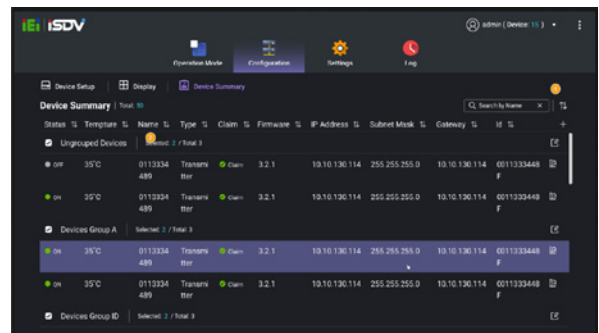 iEi iSDV
admin ( Device: 15 )
Operation Mode Configuration Settings Log
Device Setup Display Device Summary
Device Summary Total: 10 Search by Name ×
Status Tempture Name Type Claim Firmware IP Address Subnet Mask Gateway Id +
Ungrouped Devices Selected: 2 / Total: 3
OFF 35°C 0113334 Transmi Claim 3.2.1 10.10.130.114 255.255.255.0 10.10.130.114 0011333448
489 tter F
ON 35°C 0113334 Transmi Claim 3.2.1 10.10.130.114 255.255.255.0 10.10.130.114 0011333448
489 tter F
Devices Group A Selected: 2 / Total: 3
ON 35°C 0113334 Transmi Claim 3.2.1 10.10.130.114 255.255.255.0 10.10.130.114 0011333448
489 tter F
ON 35°C 0113334 Transmi Claim 3.2.1 10.10.130.114 255.255.255.0 10.10.130.114 0011333448
489 tter F
Devices Group ID Selected: 2 / Total: 3